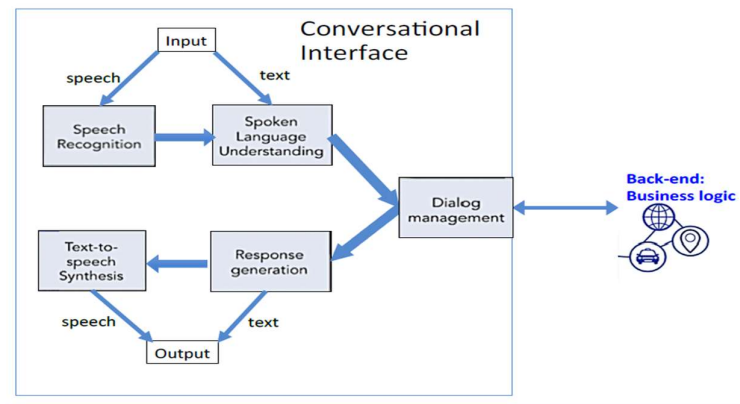 Conversational
Interface
Input
speech
text
Speech
Recognition
Spoken
Language
Understanding
Dialog
management
Back-end:
Business logic
Text-to-
speech
Synthesis
Response
generation
speech
text
Output